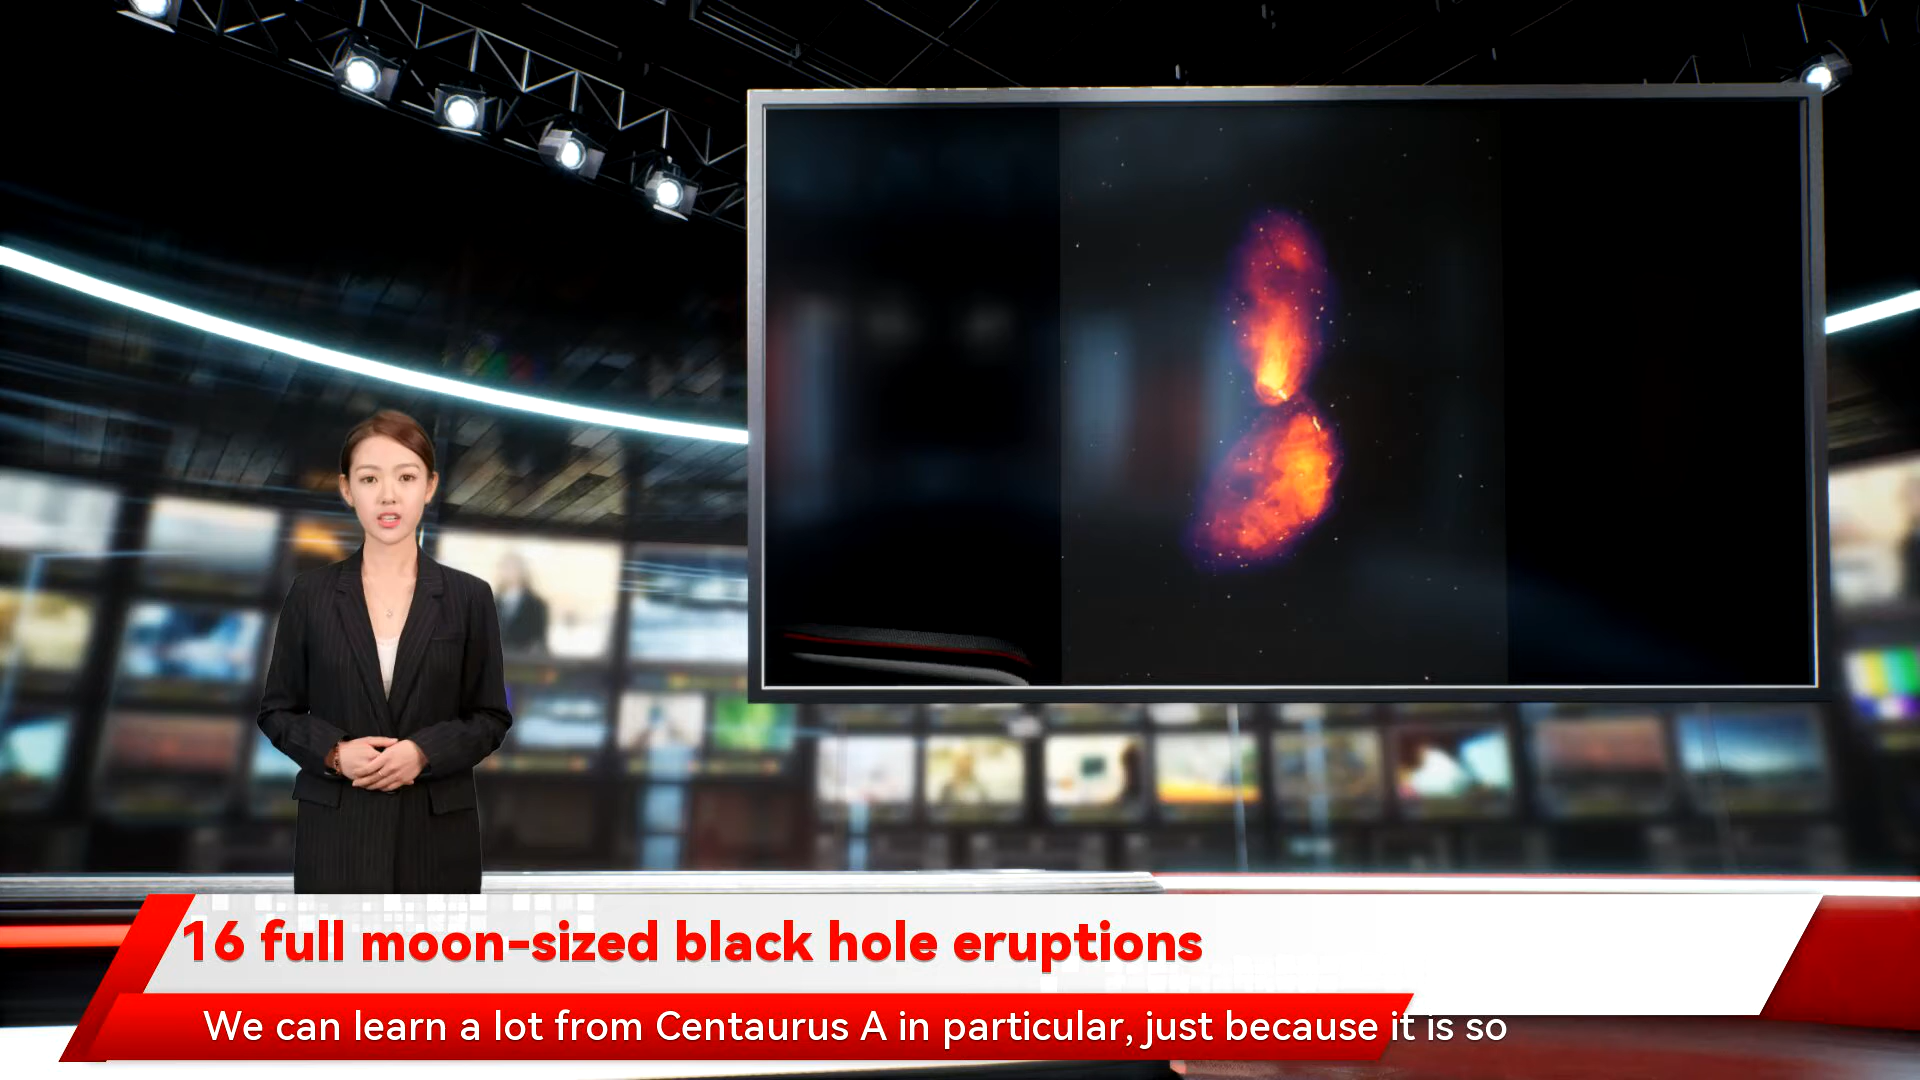 16 full moon-sized black hole eruptions
We can learn a lot from Centaurus A in particular, just because it is so